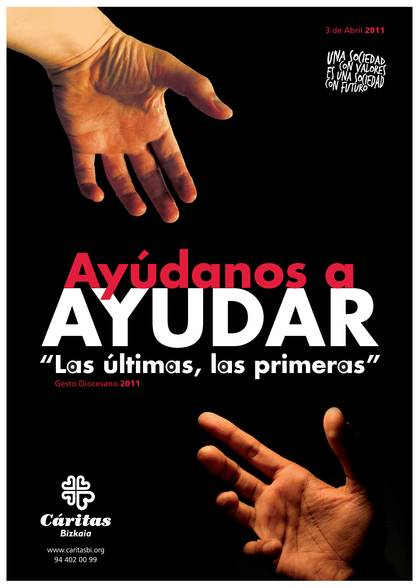 3 de Abril 2011
UNA SOCIEDAD
CON VALORES
ES UNA SOCIEDAD
CON FUTURO
Ayúdanos a
AYUDAR
“Las últimas, las primeras”
Gesto Diocesano 2011
Cáritas
Bizkaia
www.caritasbi.org
94 402 00 99